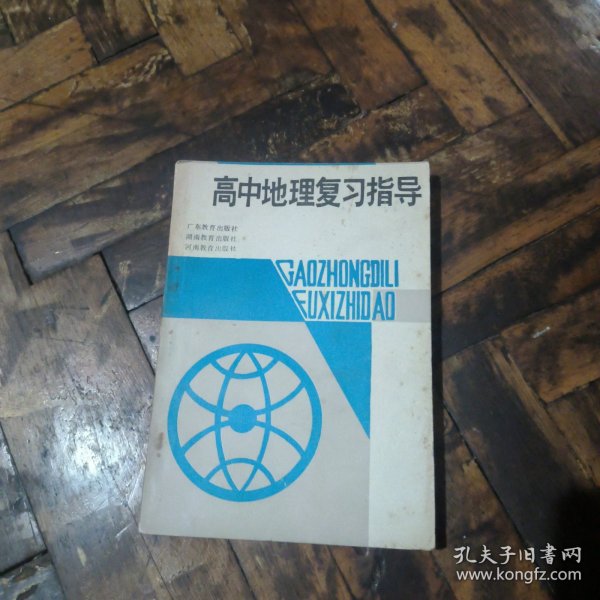 高中地理复习指导
广东教育出版社
湖南教育出版社
河南教育出版社
GAOZHONGDILI
FUXIZHIDAO
孔夫子旧书网
www.kongfz.com